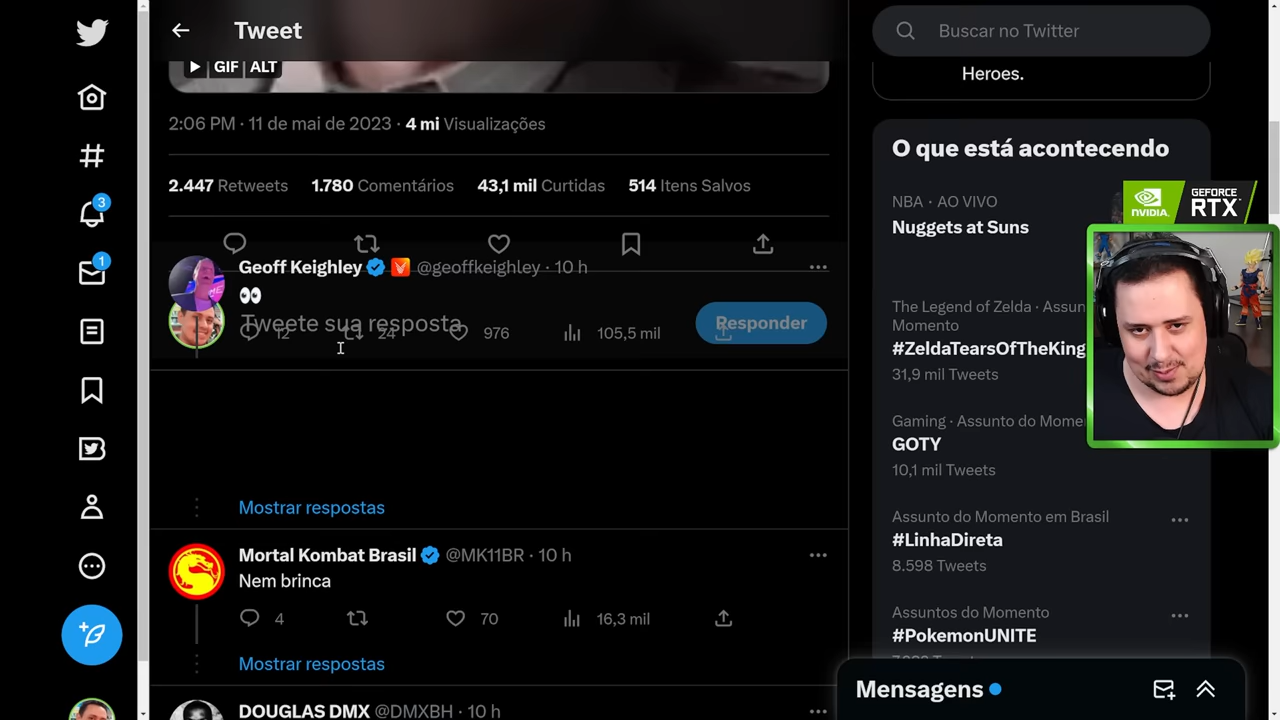 Tweet
GIF ALT
2:06 PM · 11 de mai de 2023 · 4 mi Visualizações
2.447 Retweets 1.780 Comentários 43,1 mil Curtidas 514 Itens Salvos
Geoff Keighley @geoffkeighley · 10 h
👀
Tweete sua resposta
Responder
12 24 976 105,5 mil
Mostrar respostas
Mortal Kombat Brasil @MK11BR · 10 h
Nem brinca
4 70 16,3 mil
Mostrar respostas
DOUGLAS DMX @DMXBH · 10 h
3
1
Buscar no Twitter
Heroes.
O que está acontecendo
NBA · AO VIVO
Nuggets at Suns
NVIDIA.
GEFORCE
RTX
The Legend of Zelda · Assun
Momento
#ZeldaTearsOfTheKing
31,9 mil Tweets
Gaming · Assunto do Mome
GOTY
10,1 mil Tweets
Assunto do Momento em Brasil
#LinhaDireta
8.598 Tweets
Assuntos do Momento
#PokemonUNITE
Mensagens